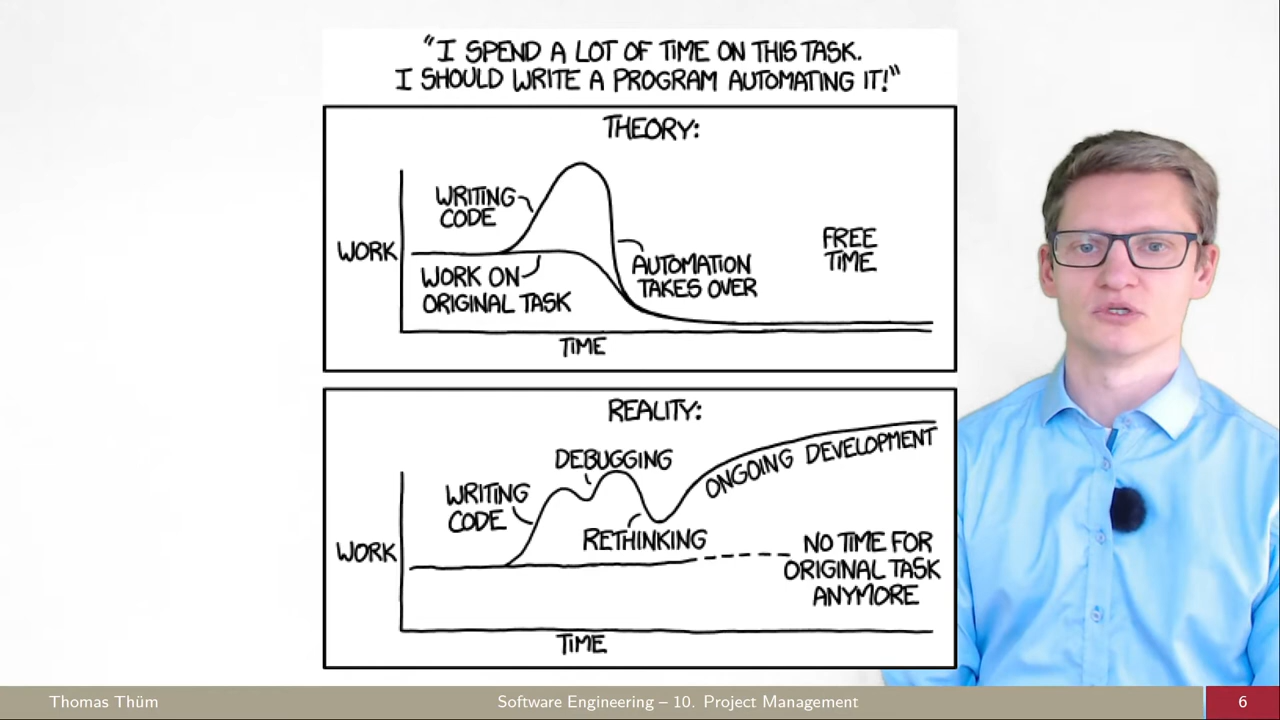 "I SPEND A LOT OF TIME ON THIS TASK.
I SHOULD WRITE A PROGRAM AUTOMATING IT!"
THEORY:
WRITING
CODE
WORK
WORK ON
ORIGINAL TASK
AUTOMATION
TAKES OVER
FREE
TIME
TIME
REALITY:
WRITING
CODE
DEBUGGING
RETHINKING
ONGOING DEVELOPMENT
WORK
NO TIME FOR
ORIGINAL TASK
ANYMORE
TIME
Thomas Thüm
Software Engineering – 10. Project Management
6